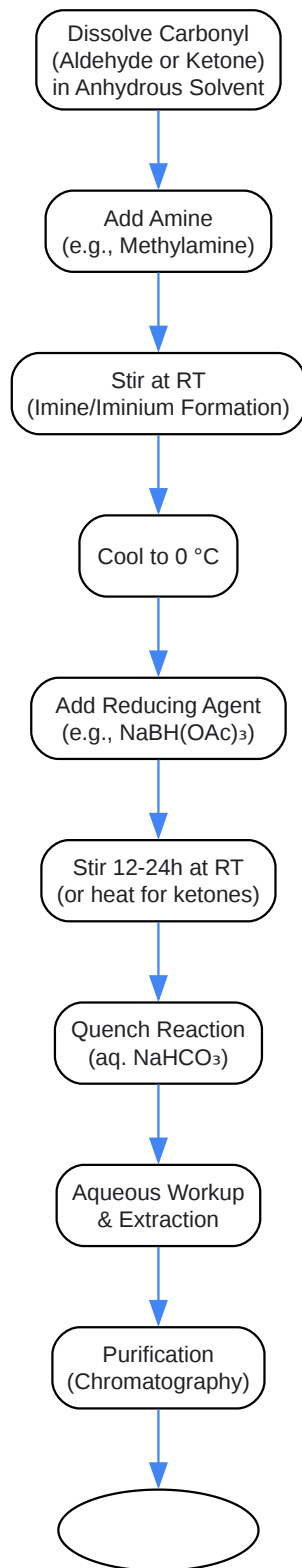 Dissolve Carbonyl
(Aldehyde or Ketone)
in Anhydrous Solvent
Add Amine
(e.g., Methylamine)
Stir at RT
(Imine/Iminium Formation)
Cool to 0 °C
Add Reducing Agent
(e.g., NaBH(OAc)₃)
Stir 12-24h at RT
(or heat for ketones)
Quench Reaction
(aq. NaHCO₃)
Aqueous Workup
& Extraction
Purification
(Chromatography)